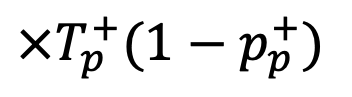 ×T_p^+(1 − p_p^+)